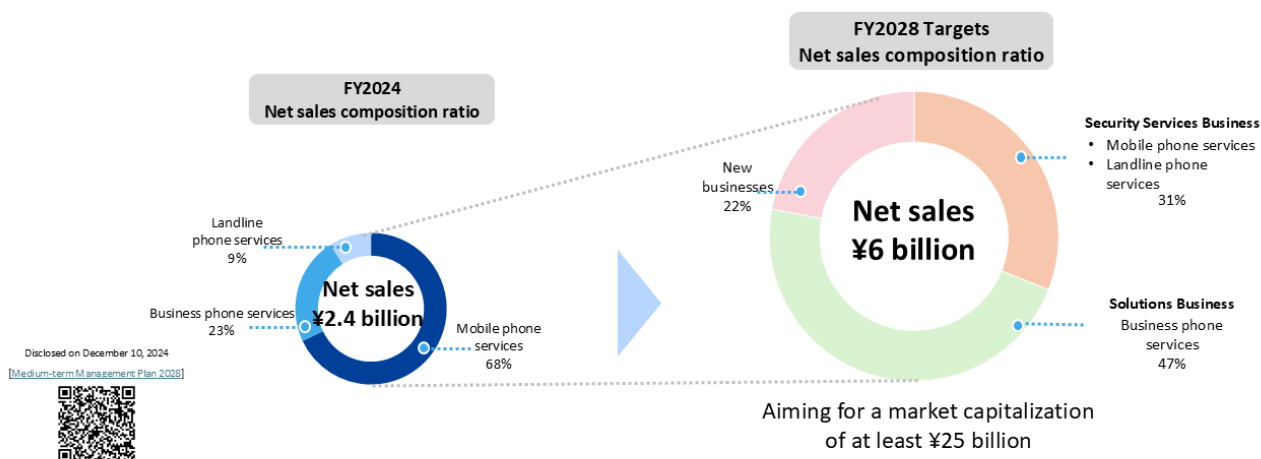 FY2024
Net sales composition ratio
Landline
phone services
9%
Business phone services
23%
Net sales
¥2.4 billion
Mobile phone
services
68%
Disclosed on December 10, 2024
[Medium-term Management Plan 2028]
FY2028 Targets
Net sales composition ratio
New
businesses
22%
Net sales
¥6 billion
Security Services Business
• Mobile phone services
• Landline phone
services
31%
Solutions Business
Business phone
services
47%
Aiming for a market capitalization
of at least ¥25 billion